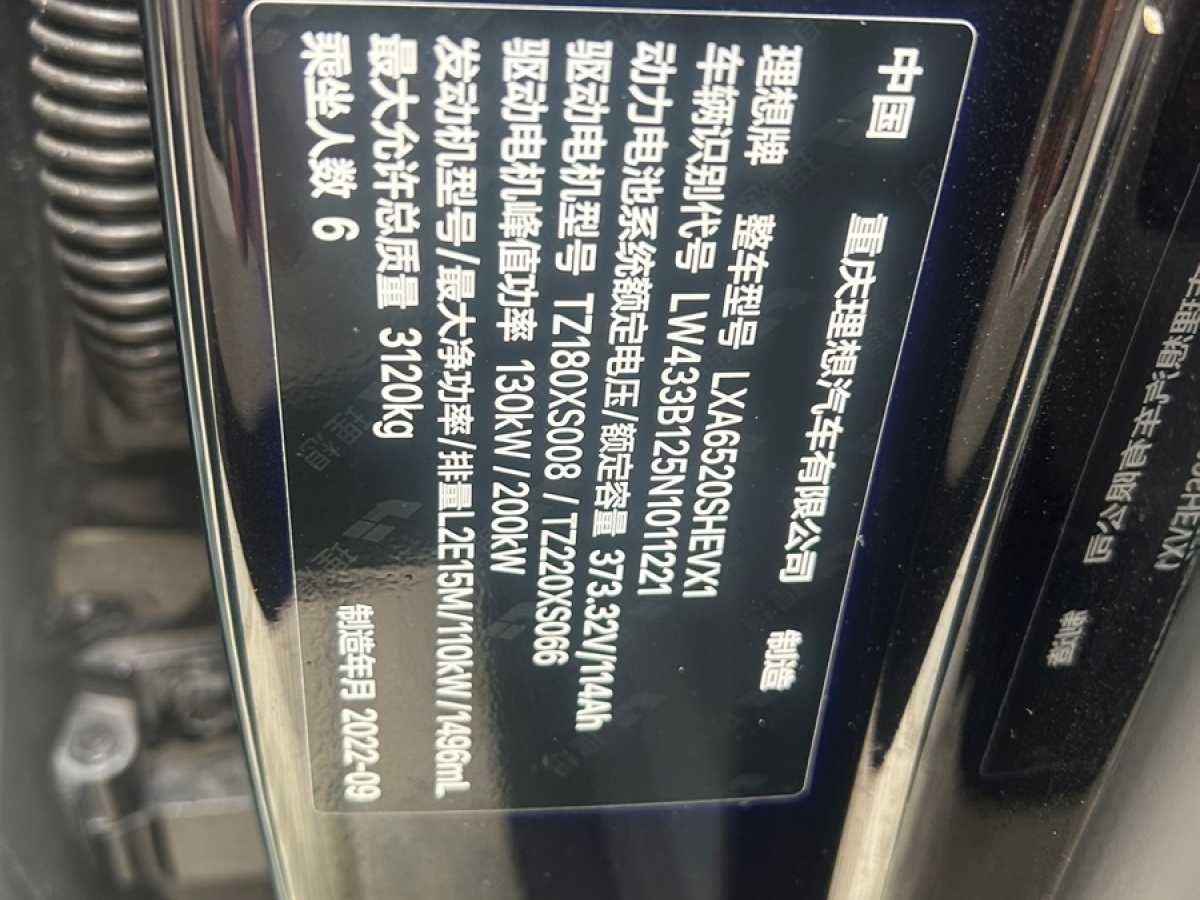 中国 重庆理想汽车有限公司 制造
理想牌 整车型号 LXA6520SHEVX1
车辆识别代号 LW433B125N1011221
动力电池系统额定电压/额定容量 373.32V/114Ah
驱动电机型号 TZ180XS008 / TZ220XS066
驱动电机峰值功率 130kW / 200kW
发动机型号/最大净功率/排量L2E15M/110kW /1496mL
最大允许总质量 3120kg
乘坐人数 6
制造年月 2022-09